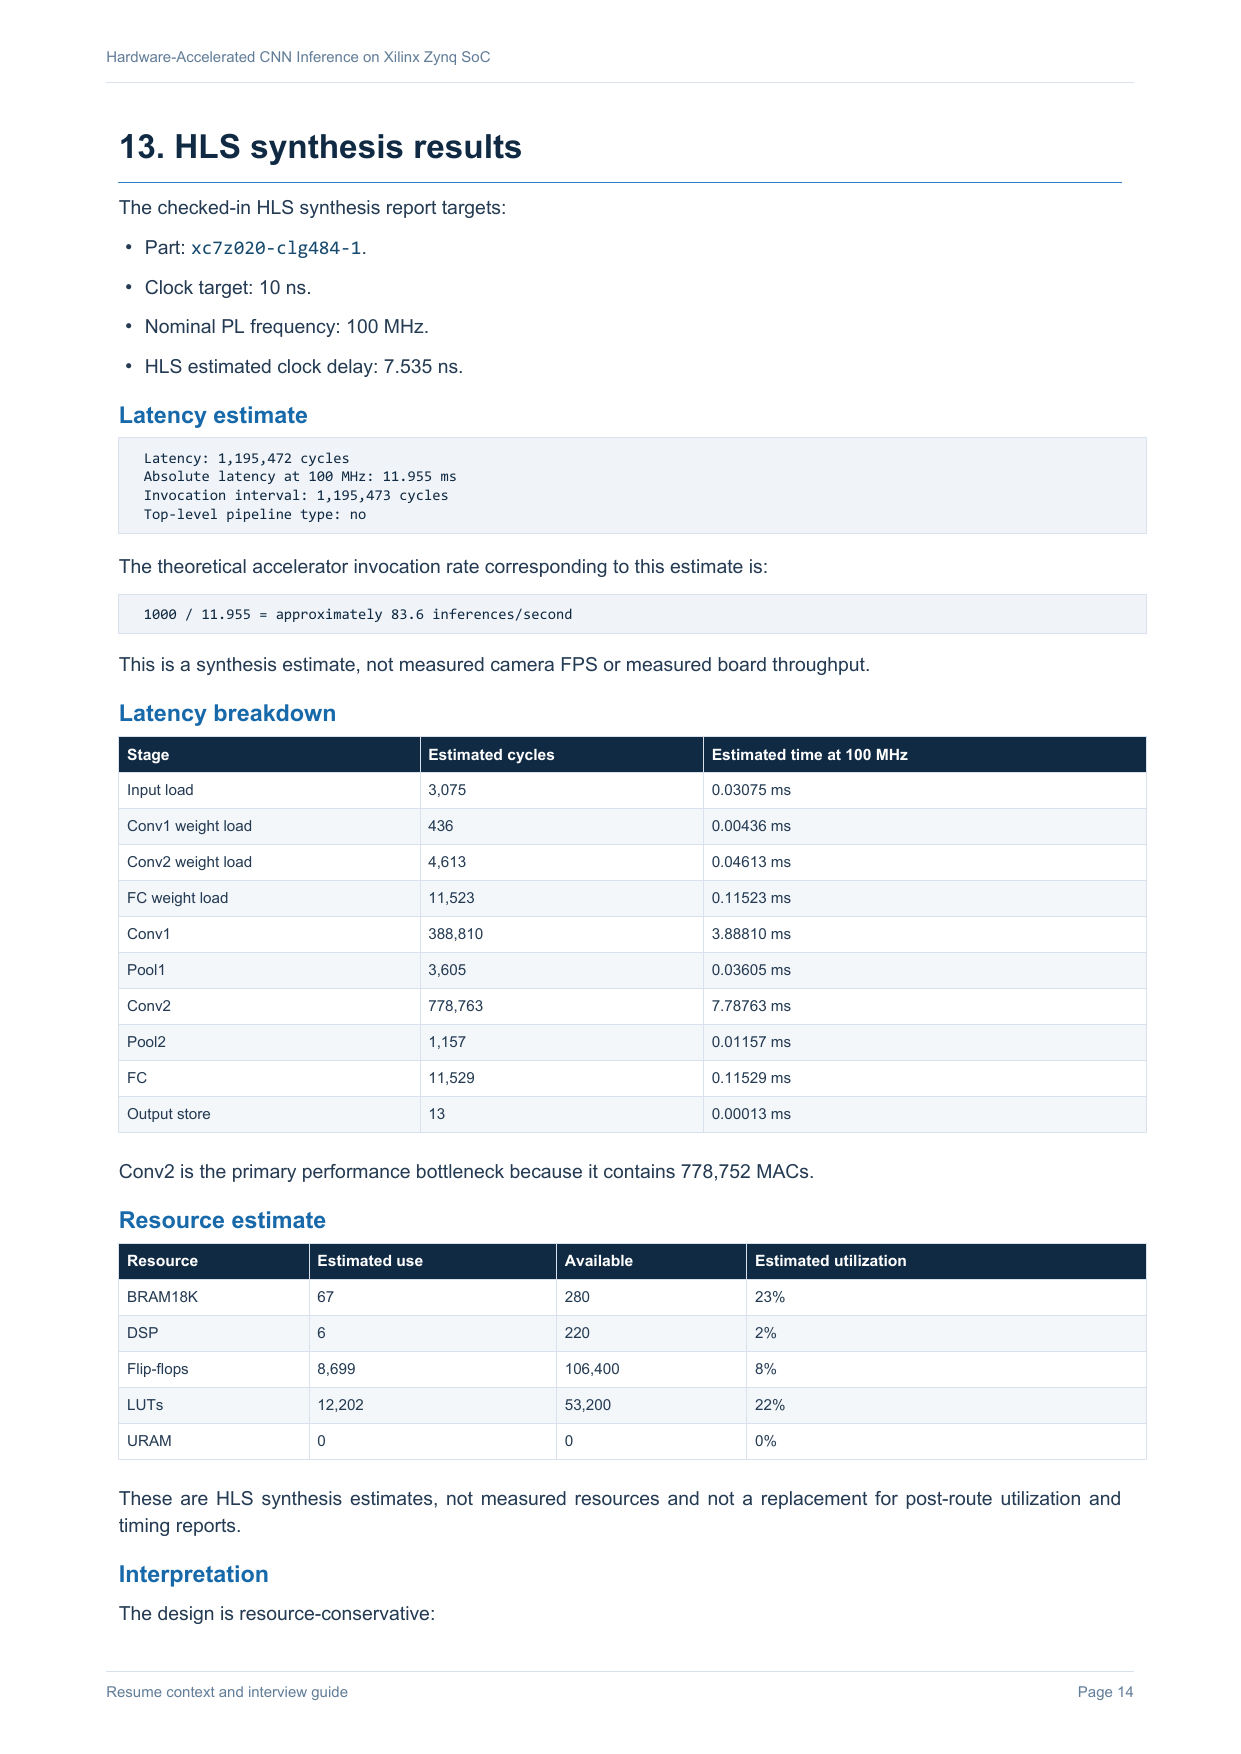 Hardware-Accelerated CNN Inference on Xilinx Zynq SoC
13. HLS synthesis results
The checked-in HLS synthesis report targets:
• Part: xc7z020-clg484-1.
• Clock target: 10 ns.
• Nominal PL frequency: 100 MHz.
• HLS estimated clock delay: 7.535 ns.
Latency estimate
Latency: 1,195,472 cycles
Absolute latency at 100 MHz: 11.955 ms
Invocation interval: 1,195,473 cycles
Top-level pipeline type: no
The theoretical accelerator invocation rate corresponding to this estimate is:
1000 / 11.955 = approximately 83.6 inferences/second
This is a synthesis estimate, not measured camera FPS or measured board throughput.
Latency breakdown
Stage Estimated cycles Estimated time at 100 MHz
Input load 3,075 0.03075 ms
Conv1 weight load 436 0.00436 ms
Conv2 weight load 4,613 0.04613 ms
FC weight load 11,523 0.11523 ms
Conv1 388,810 3.88810 ms
Pool1 3,605 0.03605 ms
Conv2 778,763 7.78763 ms
Pool2 1,157 0.01157 ms
FC 11,529 0.11529 ms
Output store 13 0.00013 ms
Conv2 is the primary performance bottleneck because it contains 778,752 MACs.
Resource estimate
Resource Estimated use Available Estimated utilization
BRAM18K 67 280 23%
DSP 6 220 2%
Flip-flops 8,699 106,400 8%
LUTs 12,202 53,200 22%
URAM 0 0 0%
These are HLS synthesis estimates, not measured resources and not a replacement for post-route utilization and
timing reports.
Interpretation
The design is resource-conservative:
Resume context and interview guide Page 14